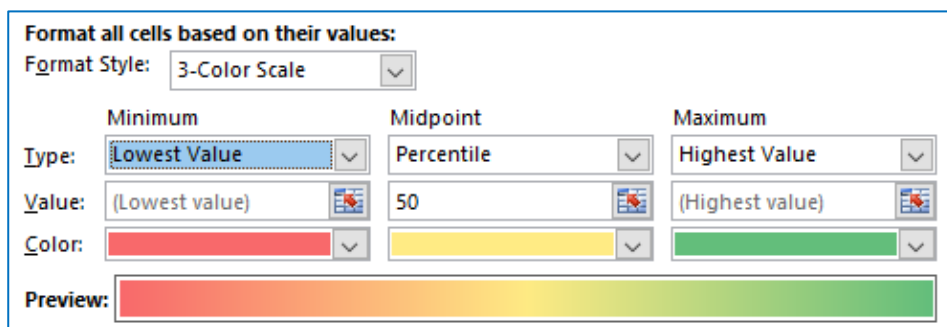 Format all cells based on their values:
Format Style: 3-Color Scale
Minimum Midpoint Maximum
Type: Lowest Value Percentile Highest Value
Value: (Lowest value) 50 (Highest value)
Color:
Preview: